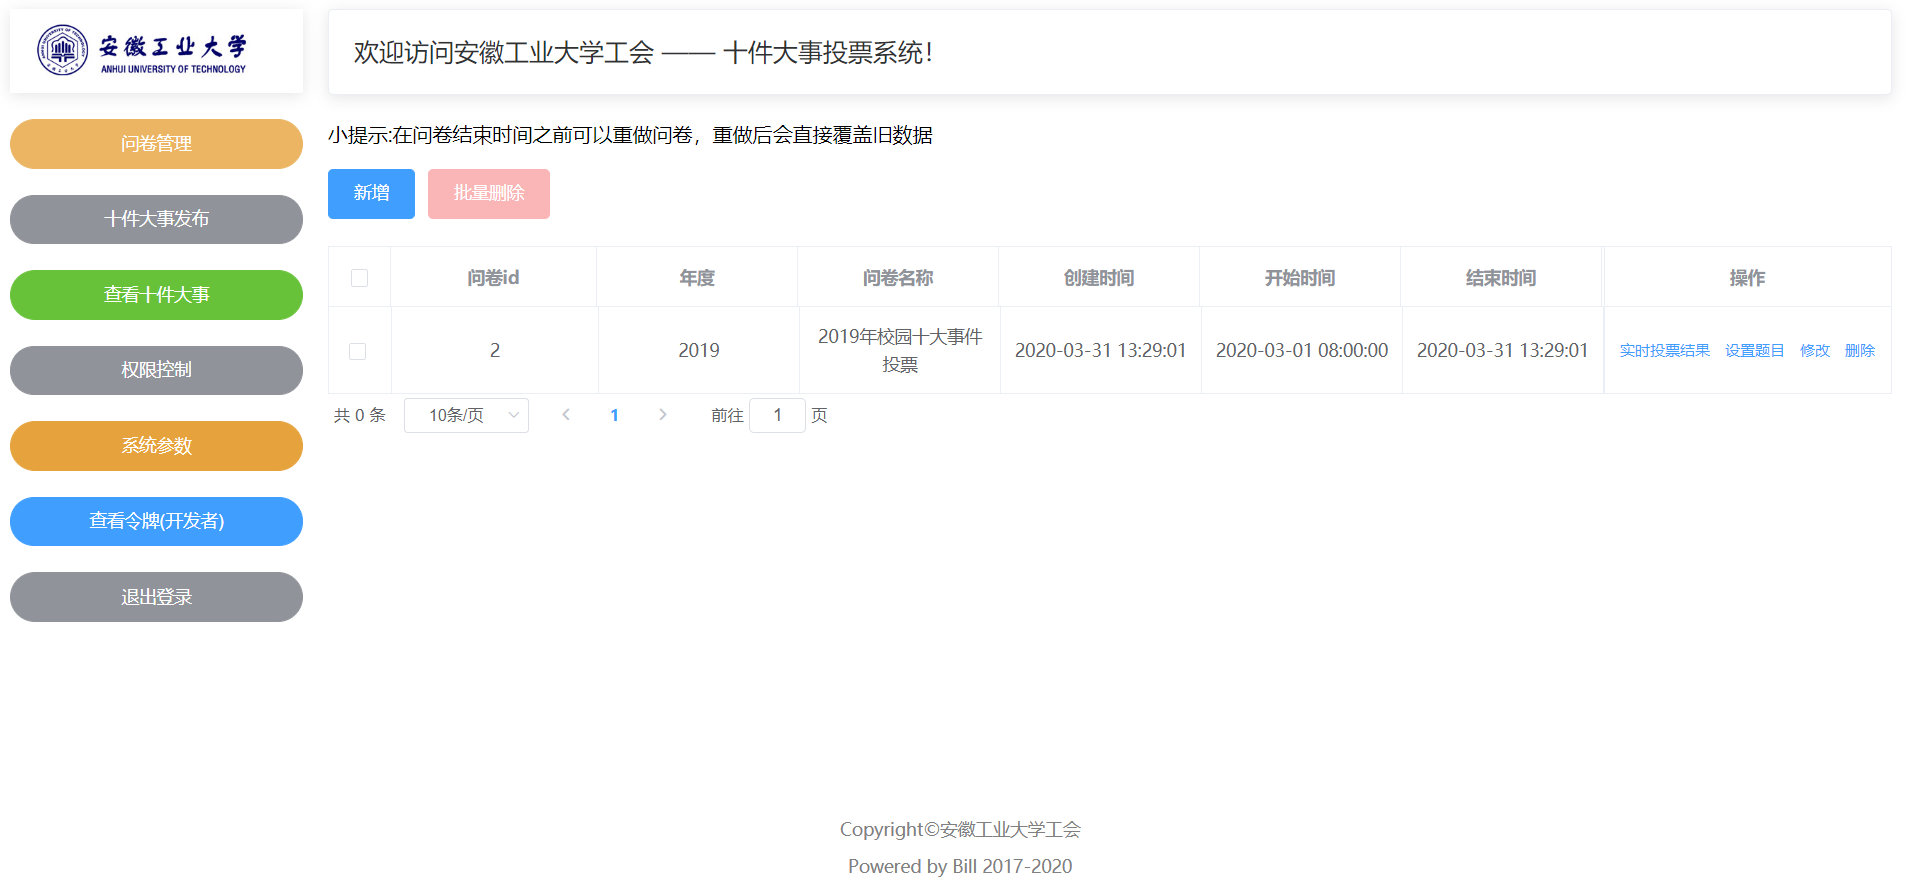 安徽工业大学
ANHUI UNIVERSITY OF TECHNOLOGY
欢迎访问安徽工业大学工会 —— 十件大事投票系统！
问卷管理
十件大事发布
查看十件大事
权限控制
系统参数
查看令牌(开发者)
退出登录
小提示:在问卷结束时间之前可以重做问卷，重做后会直接覆盖旧数据
新增 批量删除
问卷id 年度 问卷名称 创建时间 开始时间 结束时间 操作
2 2019 2019年校园十大事件 2020-03-31 13:29:01 2020-03-01 08:00:00 2020-03-31 13:29:01 实时投票结果 设置题目 修改 删除
投票
共 0 条 10条/页 1 前往 1 页
Copyright©安徽工业大学工会
Powered by Bill 2017-2020